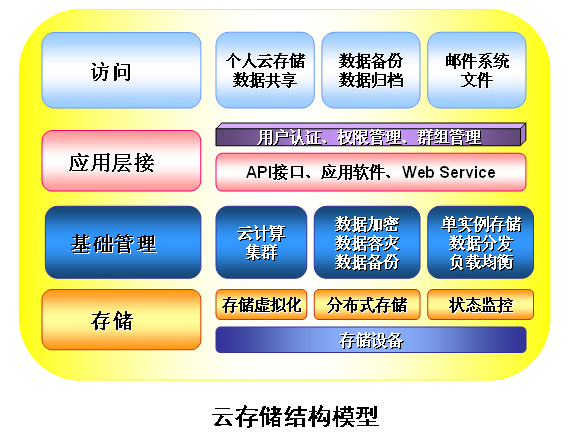 访问
个人云存储
数据共享
数据备份
数据归档
邮件系统
文件
应用层接
用户认证、权限管理、群组管理
API接口、应用软件、Web Service
基础管理
云计算
集群
数据加密
数据容灾
数据备份
单实例存储
数据分发
负载均衡
存储
存储虚拟化
分布式存储
状态监控
存储设备
云存储结构模型